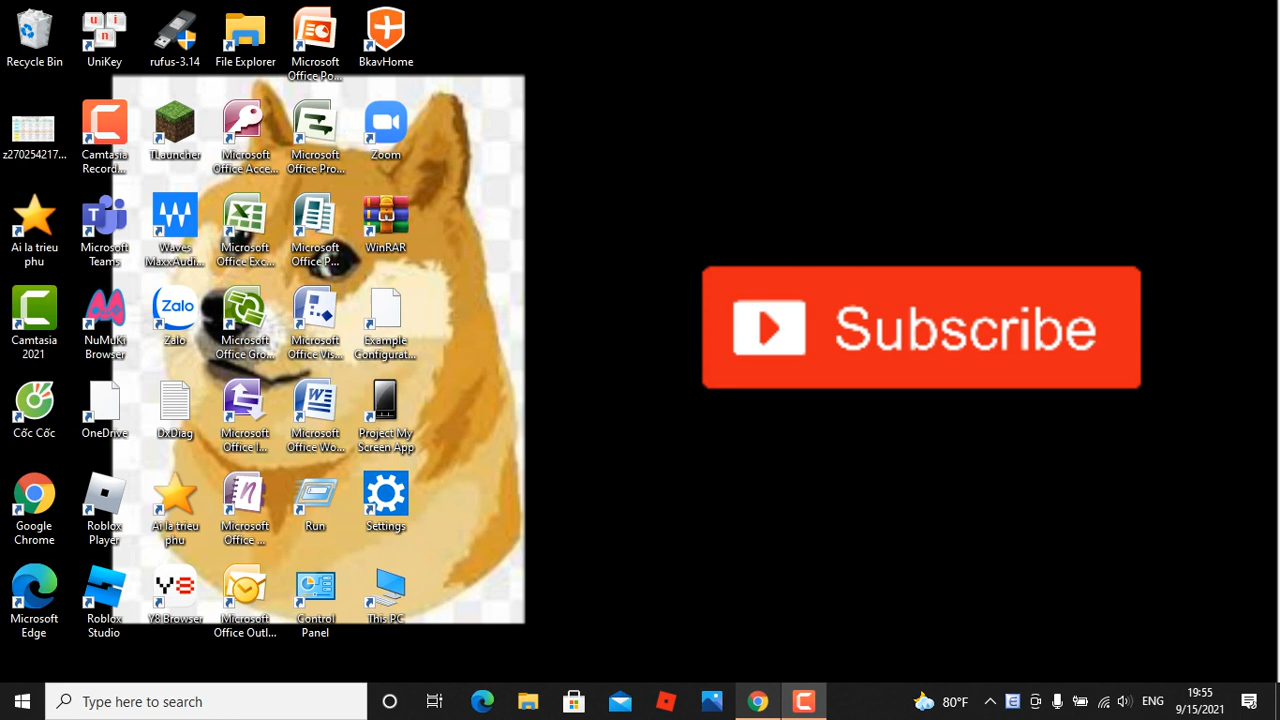 Recycle Bin
UniKey
rufus-3.14
File Explorer
Microsoft
Office Po...
BkavHome
z270254217...
Camtasia
Record...
TLauncher
Microsoft
Office Acce...
Microsoft
Office Pro...
Zoom
Ai la trieu
phu
Microsoft
Teams
Waves
MaxxAudi...
Microsoft
Office Exc...
Microsoft
Office P...
WinRAR
Camtasia
2021
NuMuKi
Browser
Zalo
Zalo
Microsoft
Office Gro...
Microsoft
Office Vis...
Example
Configurat...
Subscribe
Cốc Cốc
OneDrive
DxDiag
Microsoft
Office I...
Microsoft
Office Wo...
Project My
Screen App
Google
Chrome
Roblox
Player
Ai la trieu
phu
Microsoft
Office ...
Run
Settings
Microsoft
Edge
Roblox
Studio
Y8
Y8 Browser
Microsoft
Office Outl...
Control
Panel
This PC
Type here to search
80°F
ENG
19:55
9/15/2021